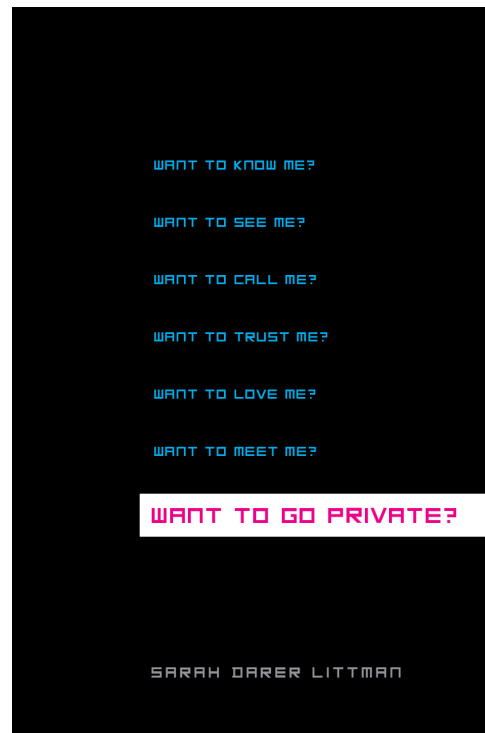 WANT TO KNOW ME?
WANT TO SEE ME?
WANT TO CALL ME?
WANT TO TRUST ME?
WANT TO LOVE ME?
WANT TO MEET ME?
WANT TO GO PRIVATE?
SARAH DARER LITTMAN